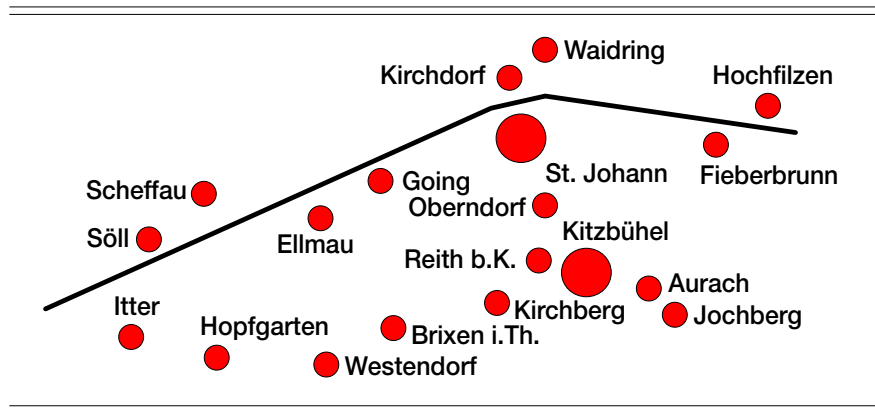 Waidring
Kirchdorf
Hochfilzen
St. Johann
Fieberbrunn
Scheffau
Going
Oberndorf
Söll
Ellmau
Kitzbühel
Reith b.K.
Aurach
Itter
Kirchberg
Jochberg
Hopfgarten
Brixen i.Th.
Westendorf